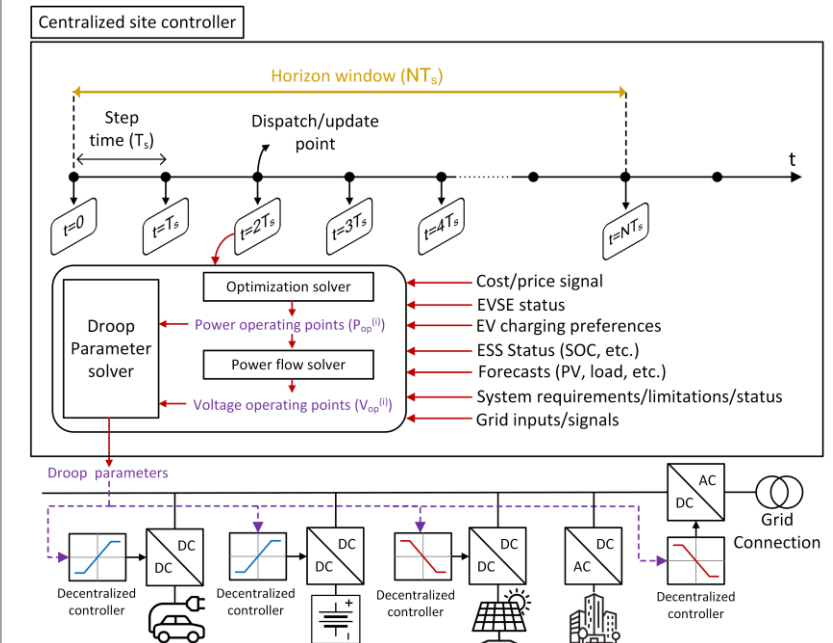 Centralized site controller
Horizon window (NTₛ)
Step
time (Tₛ)
Dispatch/update
point
t
t=0
t=Tₛ
t=2Tₛ
t=3Tₛ
t=4Tₛ
t=NTₛ
Droop
Parameter
solver
Optimization solver
Power operating points (Pₒₚ⁽ⁱ⁾)
Power flow solver
Voltage operating points (Vₒₚ⁽ⁱ⁾)
Cost/price signal
EVSE status
EV charging preferences
ESS Status (SOC, etc.)
Forecasts (PV, load, etc.)
System requirements/limitations/status
Grid inputs/signals
Droop parameters
AC
DC
Grid
Connection
DC
DC
Decentralized
controller
DC
DC
Decentralized
controller
DC
DC
Decentralized
controller
DC
AC
Decentralized
controller